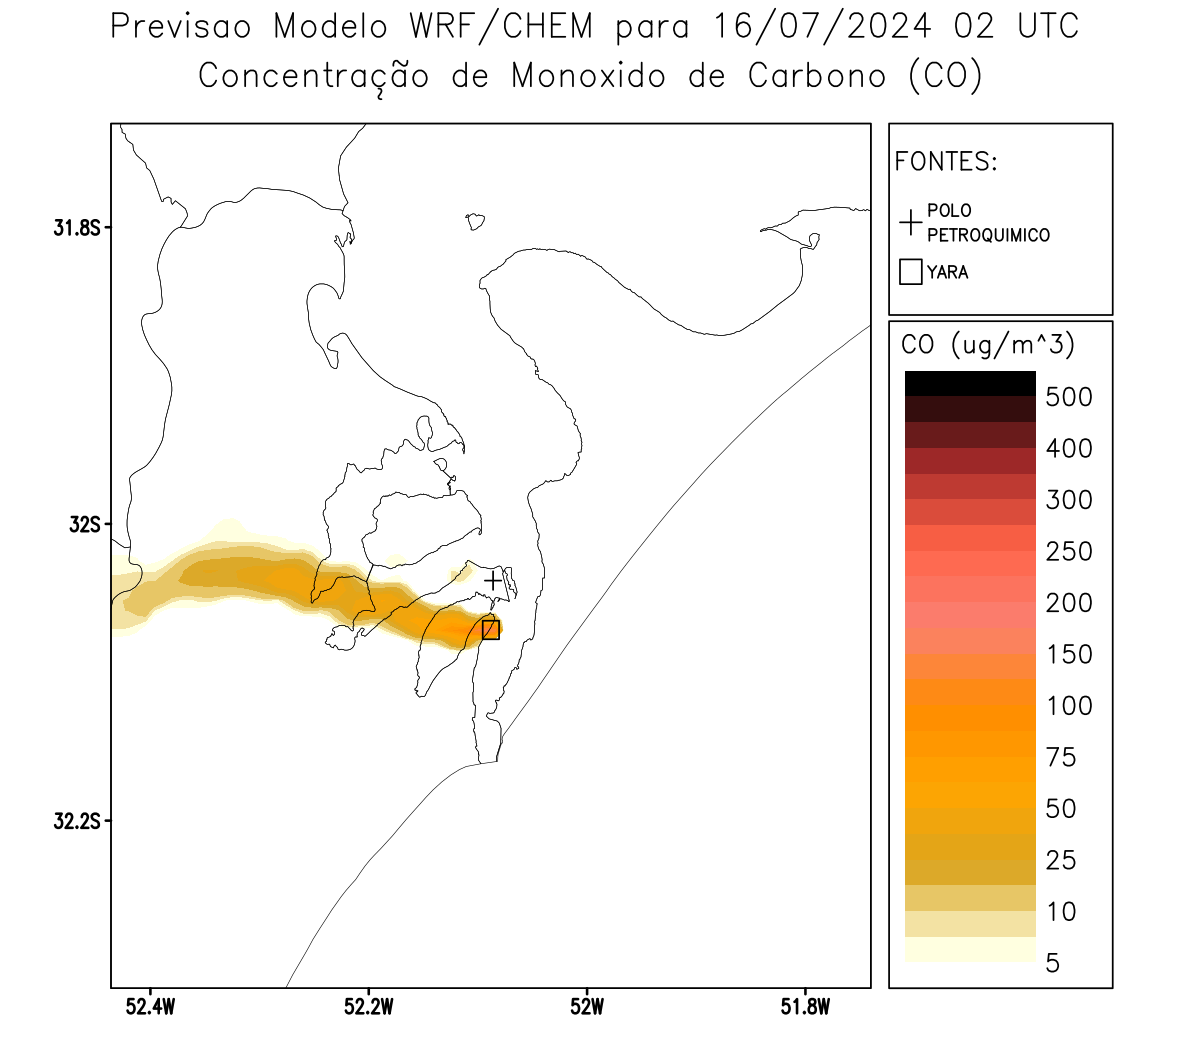 Previsao Modelo WRF/CHEM para 16/07/2024 02 UTC
Concentração de Monoxido de Carbono (CO)
FONTES:
POLO
PETROQUIMICO
YARA
CO (ug/m^3)
500
400
300
250
200
150
100
75
50
25
10
5
31.8S
32S
32.2S
52.4W
52.2W
52W
51.8W